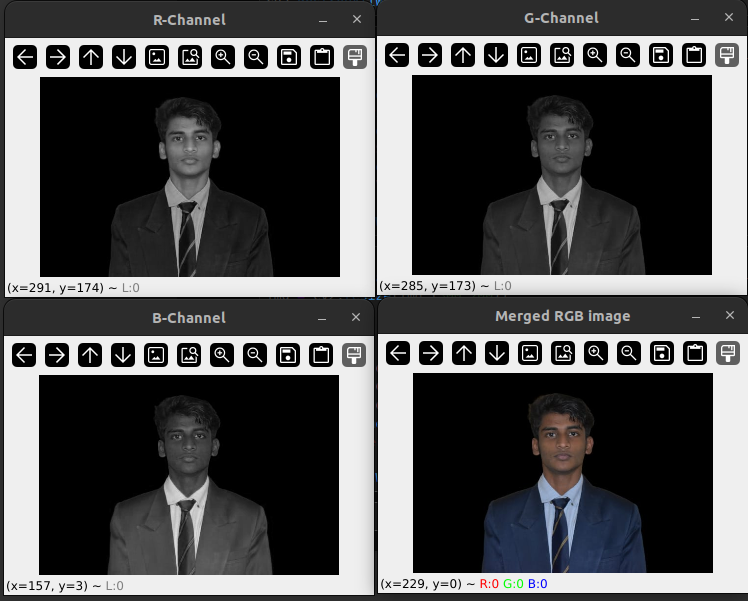 R-Channel
(x=291, y=174) ~ L:0
G-Channel
(x=285, y=173) ~ L:0
B-Channel
(x=157, y=3) ~ L:0
Merged RGB image
(x=229, y=0) ~ R:0 G:0 B:0